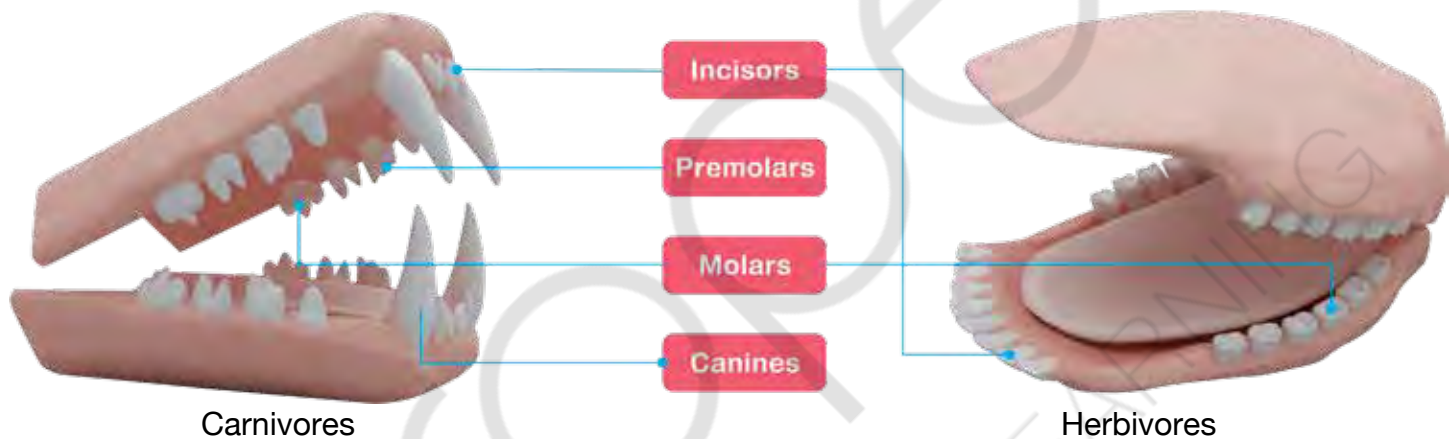 Incisors
Premolars
Molars
Canines
Carnivores
Herbivores